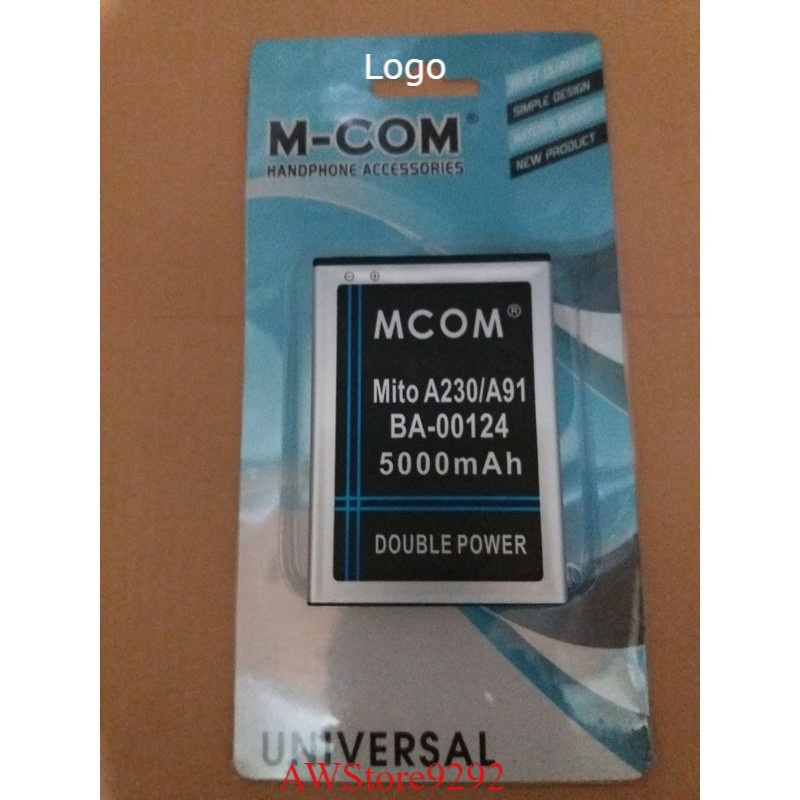 Logo
M-COM®
HANDPHONE ACCESSORIES
BEST QUALITY
SIMPLE DESIGN
NEW PRODUCT
⊖ ⊕
MCOM®
Mito A230/A91
BA-00124
5000mAh
DOUBLE POWER
UNIVERSAL
AWStore9292